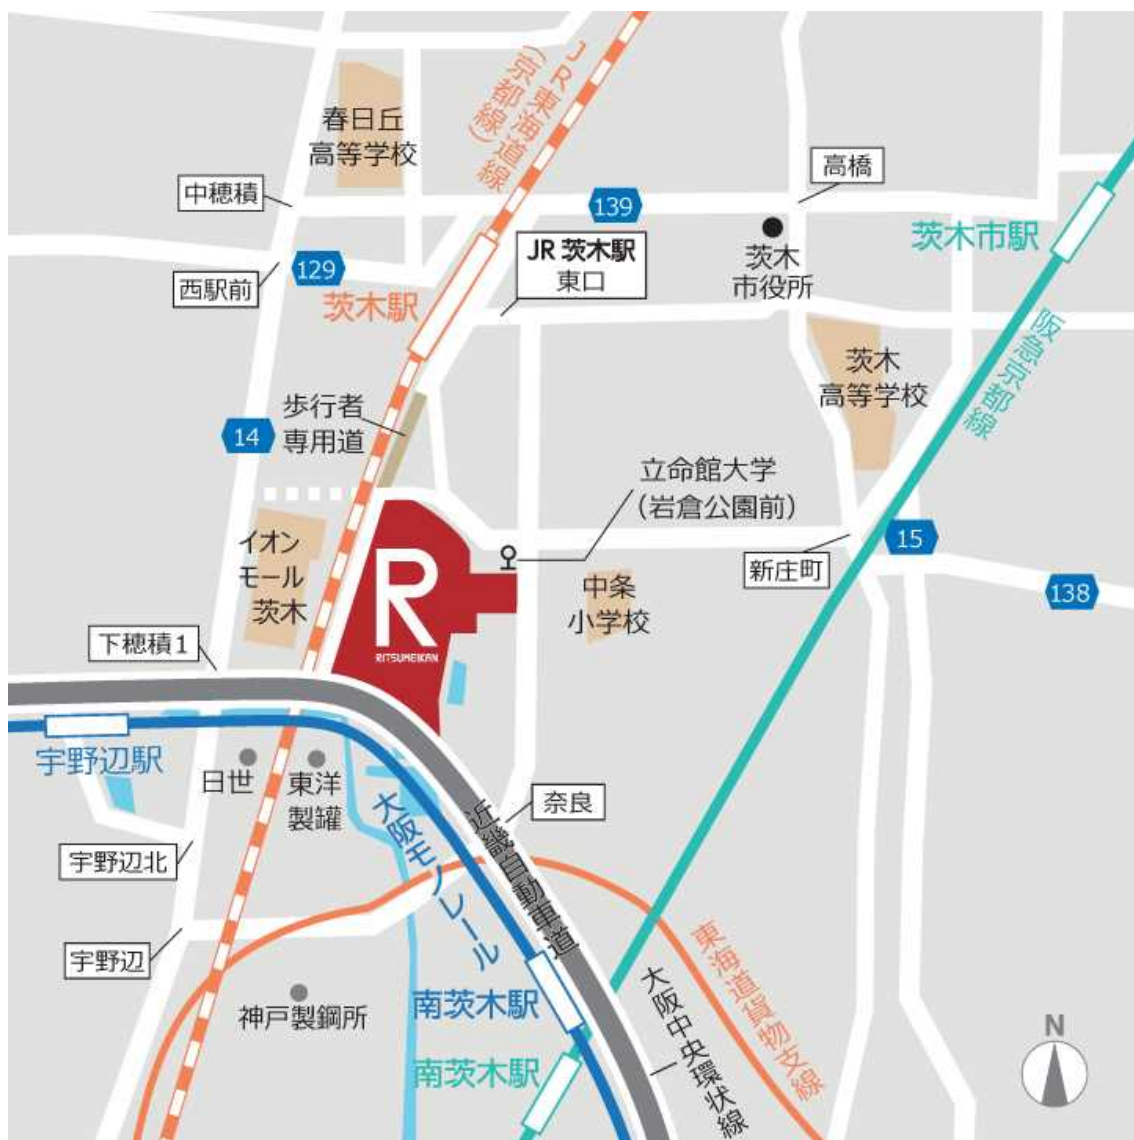 JR東海道線
(京都線)
春日丘
高等学校
中穂積
139
高橋
茨木市駅
JR 茨木駅
東口
茨木
市役所
129
西駅前
茨木駅
阪急京都線
茨木
高等学校
歩行者
専用道
14
立命館大学
(岩倉公園前)
イオン
モール
茨木
R
RITSUMEIKAN
15
新庄町
中条
小学校
138
下穂積1
宇野辺駅
日世
東洋
製罐
大阪モノレール
近畿自動車道
奈良
宇野辺北
宇野辺
東海道貨物支線
神戸製鋼所
南茨木駅
大阪中央環状線
南茨木駅
N